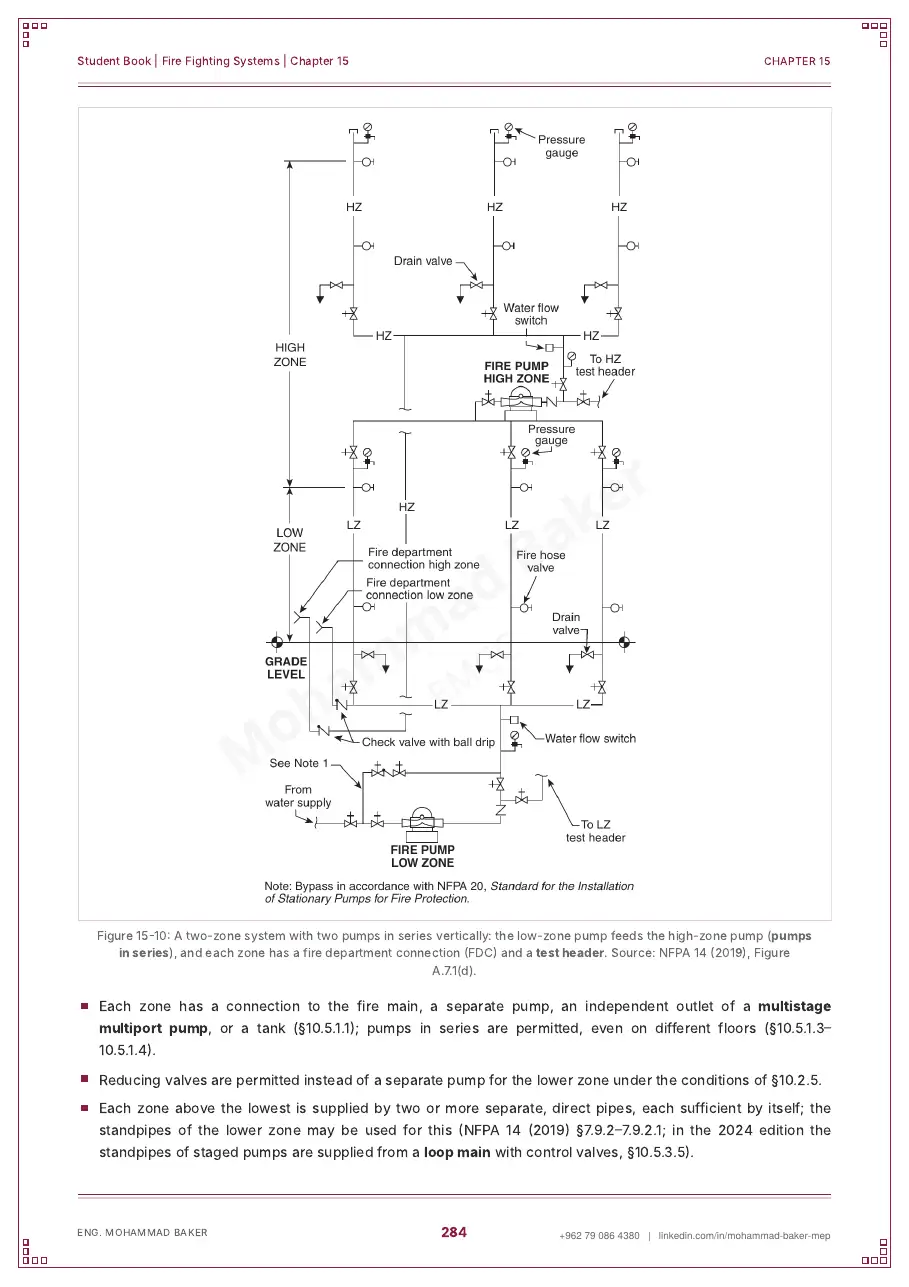 Student Book | Fire Fighting Systems | Chapter 15
CHAPTER 15
Pressure
gauge
HZ
HZ
HZ
Drain valve
Water flow
switch
HZ
HZ
HIGH
ZONE
FIRE PUMP
HIGH ZONE
To HZ
test header
Pressure
gauge
HZ
LZ
LZ
LZ
LOW
ZONE
Fire department
connection high zone
Fire hose
valve
Fire department
connection low zone
Drain
valve
GRADE
LEVEL
LZ
LZ
Check valve with ball drip
Water flow switch
See Note 1
From
water supply
To LZ
test header
FIRE PUMP
LOW ZONE
Note: Bypass in accordance with NFPA 20, Standard for the Installation
of Stationary Pumps for Fire Protection.
Mohammad Baker
Figure 15-10: A two-zone system with two pumps in series vertically: the low-zone pump feeds the high-zone pump (pumps
in series), and each zone has a fire department connection (FDC) and a test header. Source: NFPA 14 (2019), Figure
A.7.1(d).
Each zone has a connection to the fire main, a separate pump, an independent outlet of a multistage
multiport pump, or a tank (§10.5.1.1); pumps in series are permitted, even on different floors (§10.5.1.3–
10.5.1.4).
Reducing valves are permitted instead of a separate pump for the lower zone under the conditions of §10.2.5.
Each zone above the lowest is supplied by two or more separate, direct pipes, each sufficient by itself; the
standpipes of the lower zone may be used for this (NFPA 14 (2019) §7.9.2–7.9.2.1; in the 2024 edition the
standpipes of staged pumps are supplied from a loop main with control valves, §10.5.3.5).
ENG. MOHAMMAD BAKER
284
+962 79 086 4380 | linkedin.com/in/mohammad-baker-mep